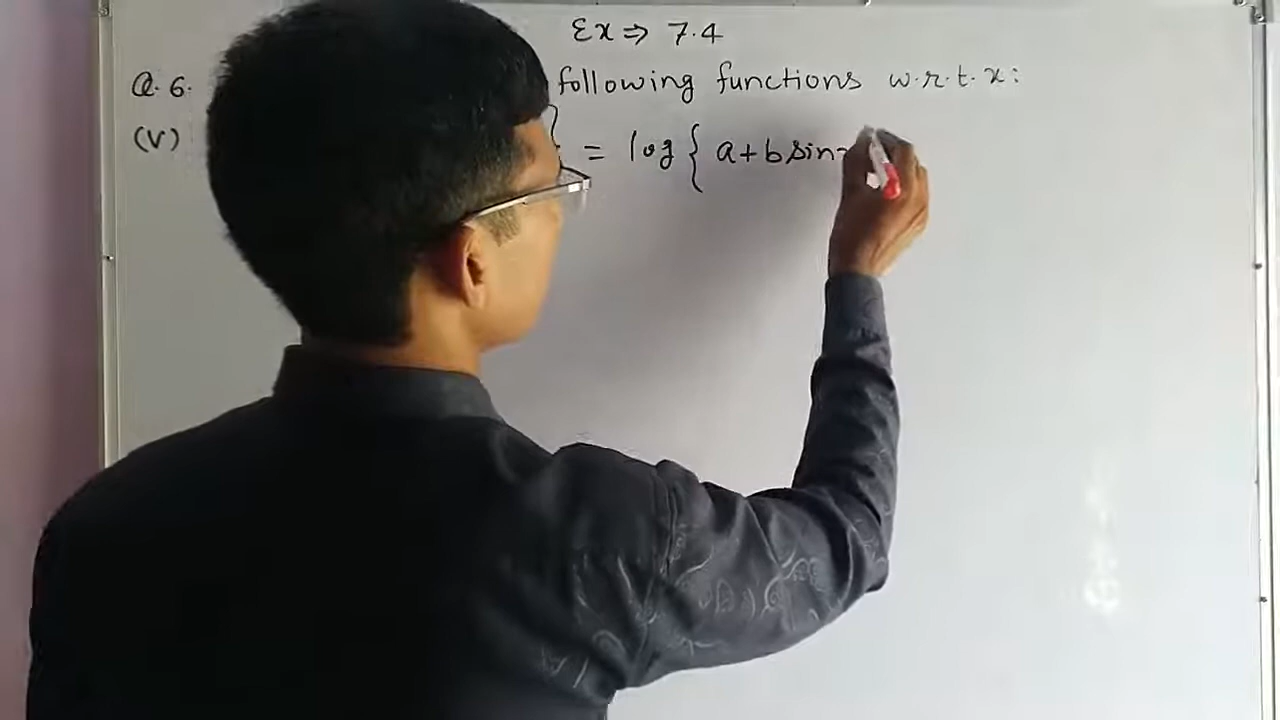 Ex ⇒ 7.4
Q. 6. following functions w.r.t. x:
(V) } = log { a+b sin